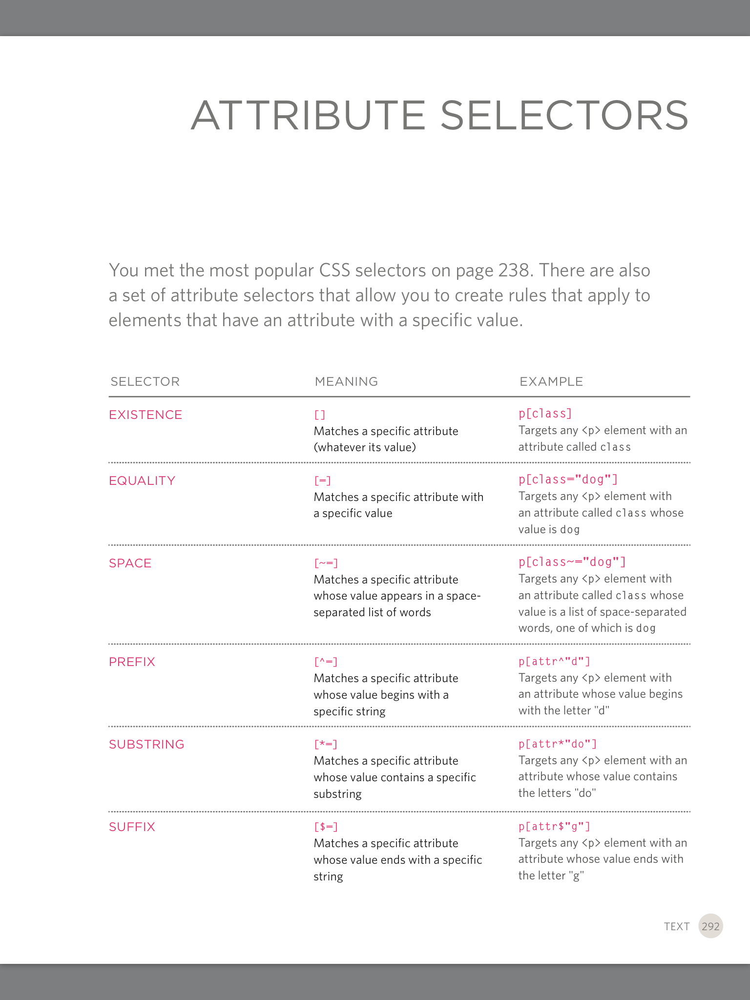 ATTRIBUTE SELECTORS
You met the most popular CSS selectors on page 238. There are also
a set of attribute selectors that allow you to create rules that apply to
elements that have an attribute with a specific value.
SELECTOR MEANING EXAMPLE
EXISTENCE
[]
Matches a specific attribute
(whatever its value)
p[class]
Targets any <p> element with an
attribute called class
EQUALITY
[=]
Matches a specific attribute with
a specific value
p[class="dog"]
Targets any <p> element with
an attribute called class whose
value is dog
SPACE
[~=]
Matches a specific attribute
whose value appears in a space-
separated list of words
p[class~="dog"]
Targets any <p> element with
an attribute called class whose
value is a list of space-separated
words, one of which is dog
PREFIX
[^=]
Matches a specific attribute
whose value begins with a
specific string
p[attr^"d"]
Targets any <p> element with
an attribute whose value begins
with the letter "d"
SUBSTRING
[*=]
Matches a specific attribute
whose value contains a specific
substring
p[attr*"do"]
Targets any <p> element with an
attribute whose value contains
the letters "do"
SUFFIX
[$=]
Matches a specific attribute
whose value ends with a specific
string
p[attr$"g"]
Targets any <p> element with an
attribute whose value ends with
the letter "g"
TEXT 292